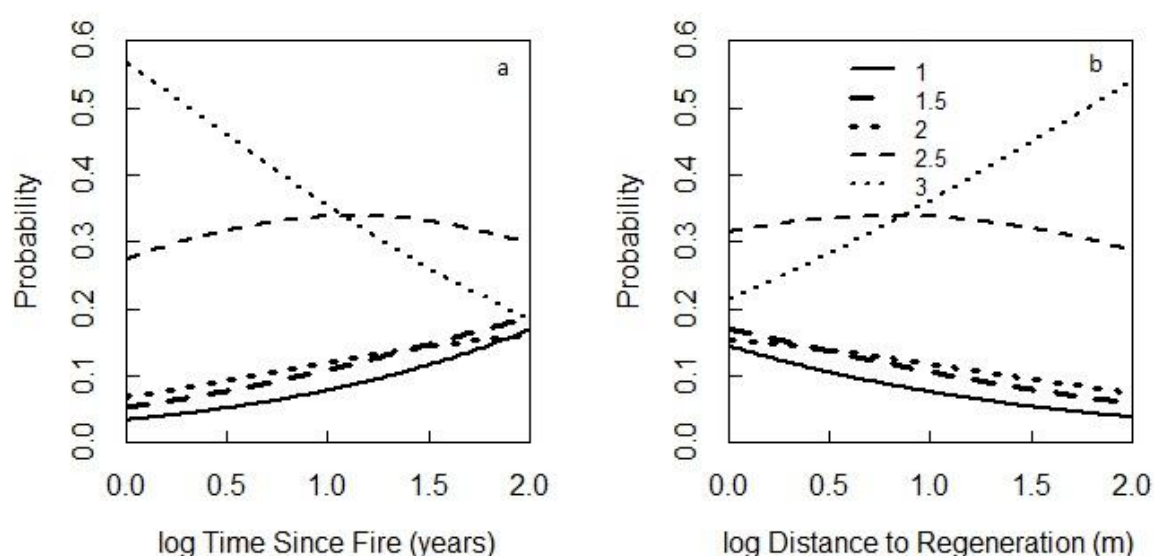 a
Probability
0.0 0.1 0.2 0.3 0.4 0.5 0.6
0.0 0.5 1.0 1.5 2.0
log Time Since Fire (years)
b
1
1.5
2
2.5
3
Probability
0.0 0.1 0.2 0.3 0.4 0.5 0.6
0.0 0.5 1.0 1.5 2.0
log Distance to Regeneration (m)